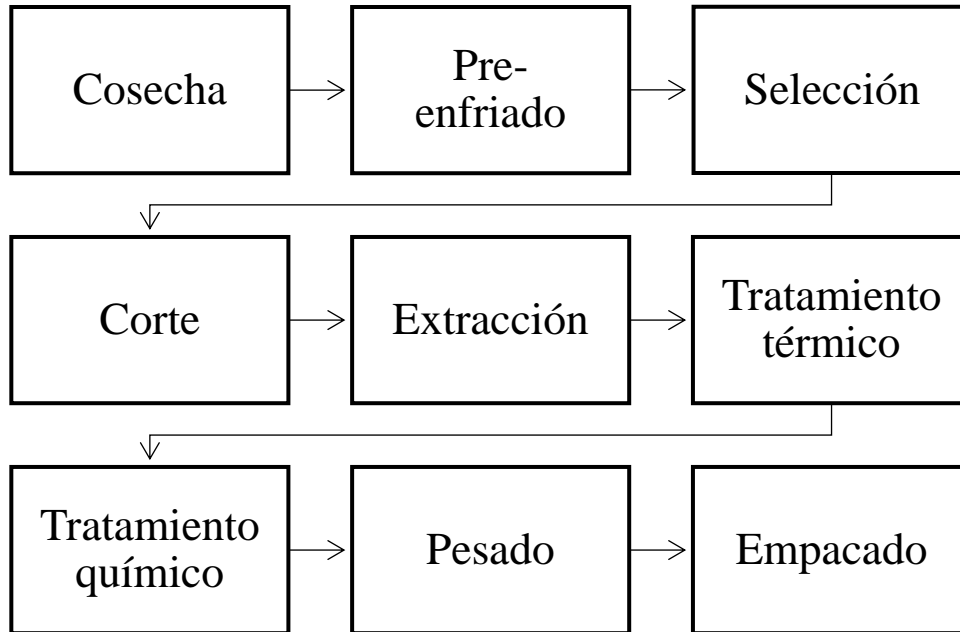 Cosecha
Pre-
enfriado
Selección
Corte
Extracción
Tratamiento
térmico
Tratamiento
químico
Pesado
Empacado